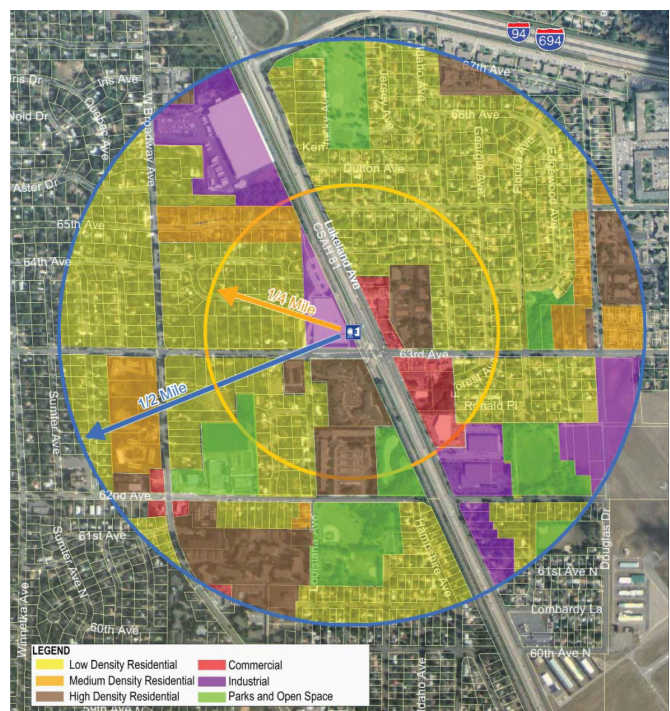 94
694
67th Ave
Iris Dr
Iris Ave
Quebec Ave
W Broadway Ave
Idaho Ave
Jersey Ave
66th Ave
Georgia Ave
Florida Ave
Edgewood Ave
Ken
Dutton Ave
Aster Dr
65th Ave
64th Ave
Lakeland Ave
CSAH 81
1/4 Mile
63rd Ave
1/2 Mile
Forest Ave
Ronald Pl
Sumter Ave
62nd Ave
61st Ave
Sumter Ave N
Louisiana Ave
Hampshire Ave
Douglas Dr
61st Ave N
Lombardy La
60th Ave
60th Ave N
Winnetka Ave
Idaho Ave
59th Ave N
LEGEND
Low Density Residential
Medium Density Residential
High Density Residential
Commercial
Industrial
Parks and Open Space